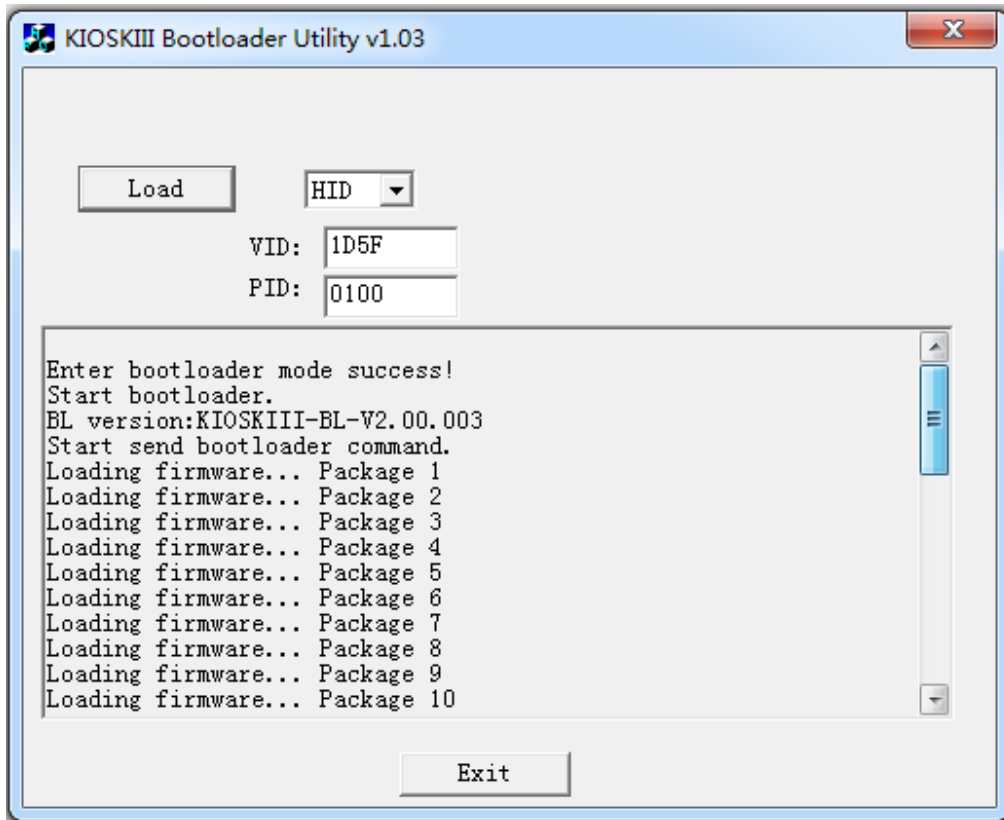 KIOSKIII Bootloader Utility v1.03
Load
HID
VID: 1D5F
PID: 0100
Enter bootloader mode success!
Start bootloader.
BL version:KIOSKIII-BL-V2.00.003
Start send bootloader command.
Loading firmware... Package 1
Loading firmware... Package 2
Loading firmware... Package 3
Loading firmware... Package 4
Loading firmware... Package 5
Loading firmware... Package 6
Loading firmware... Package 7
Loading firmware... Package 8
Loading firmware... Package 9
Loading firmware... Package 10
Exit